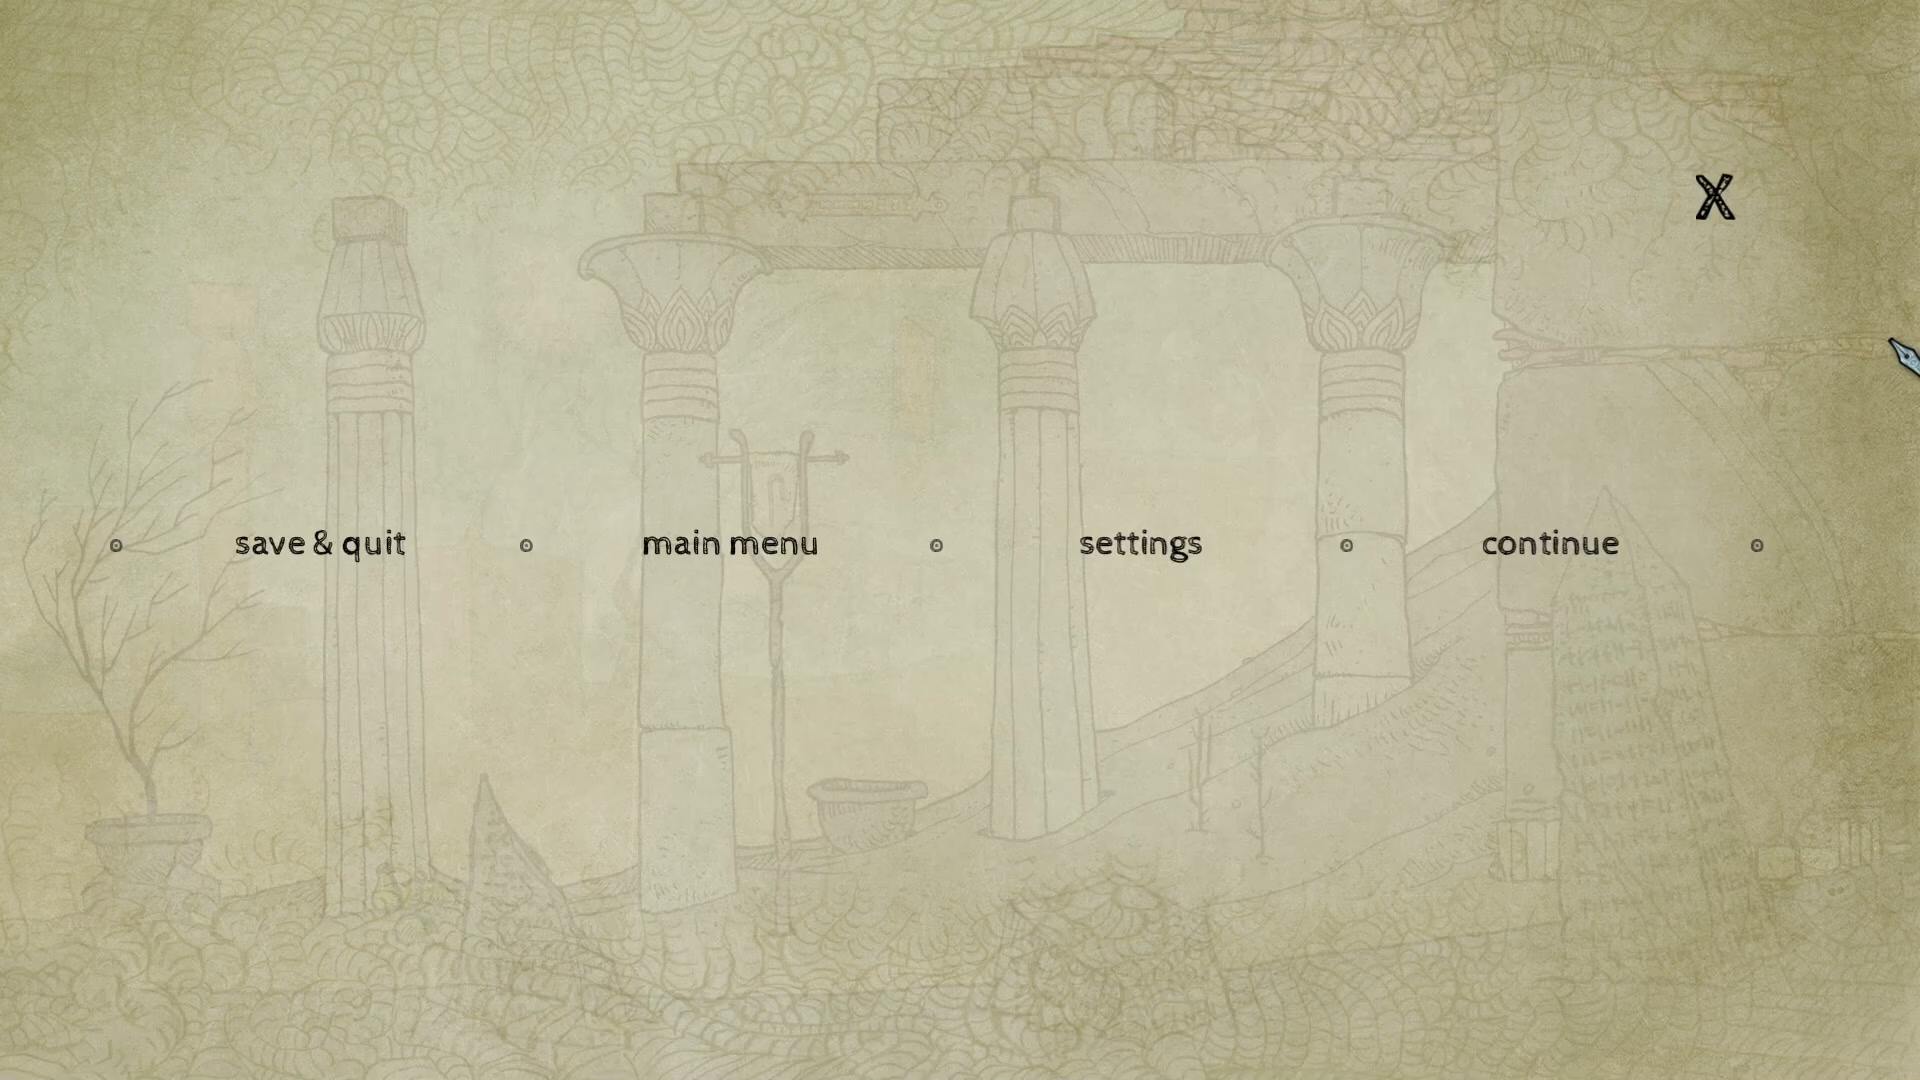 X
save & quit
main menu
settings
continue